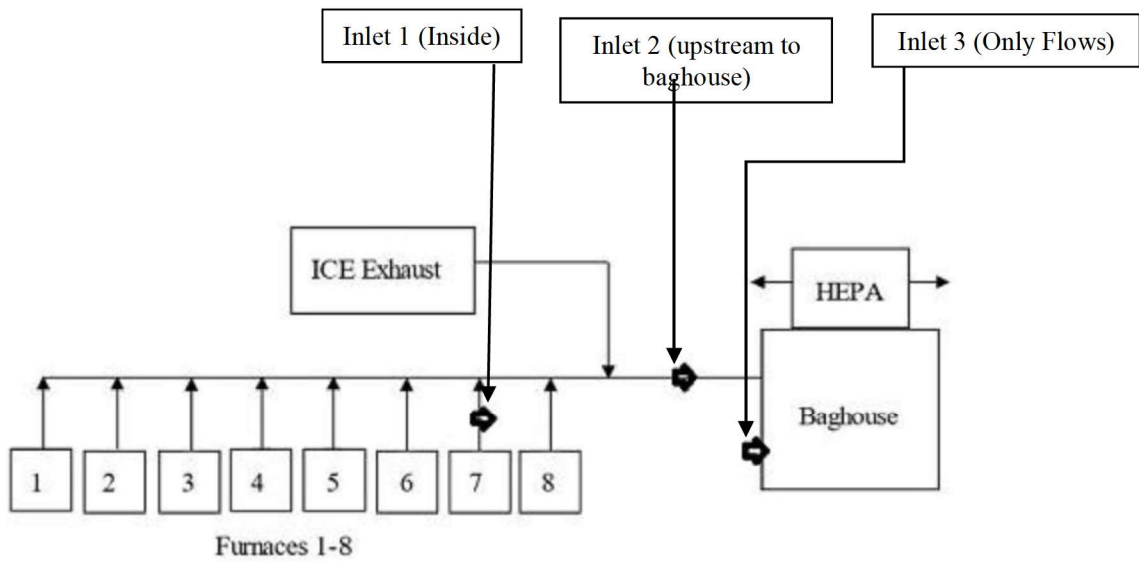 Inlet 1 (Inside)
Inlet 2 (upstream to
baghouse)
Inlet 3 (Only Flows)
ICE Exhaust
HEPA
Baghouse
1
2
3
4
5
6
7
8
Furnaces 1-8